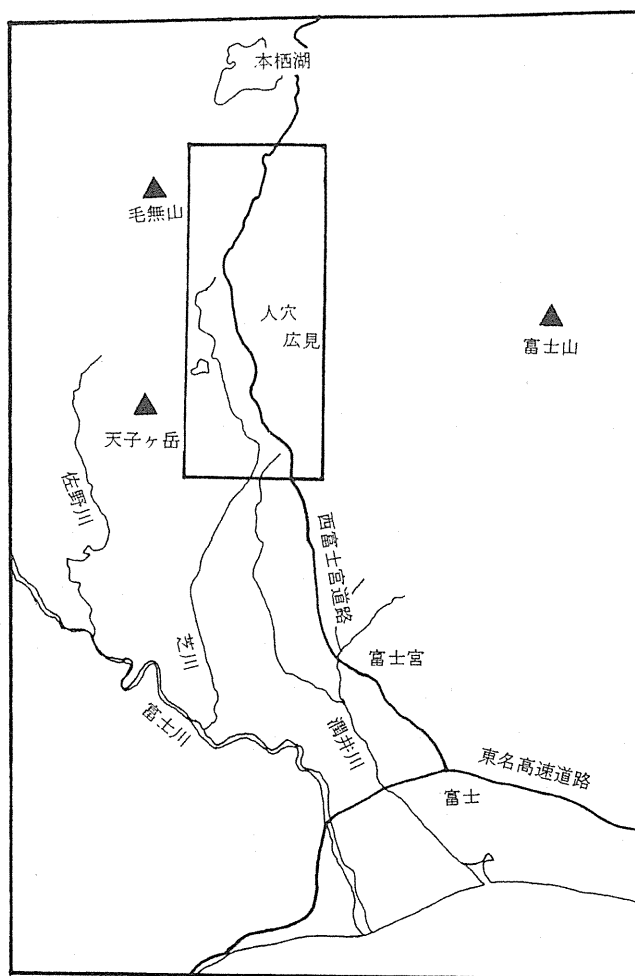 本栖湖
毛無山
人穴
広見
富士山
天子ヶ岳
佐野川
西富士宮道路
芝川
富士宮
富士川
潤井川
東名高速道路
富士